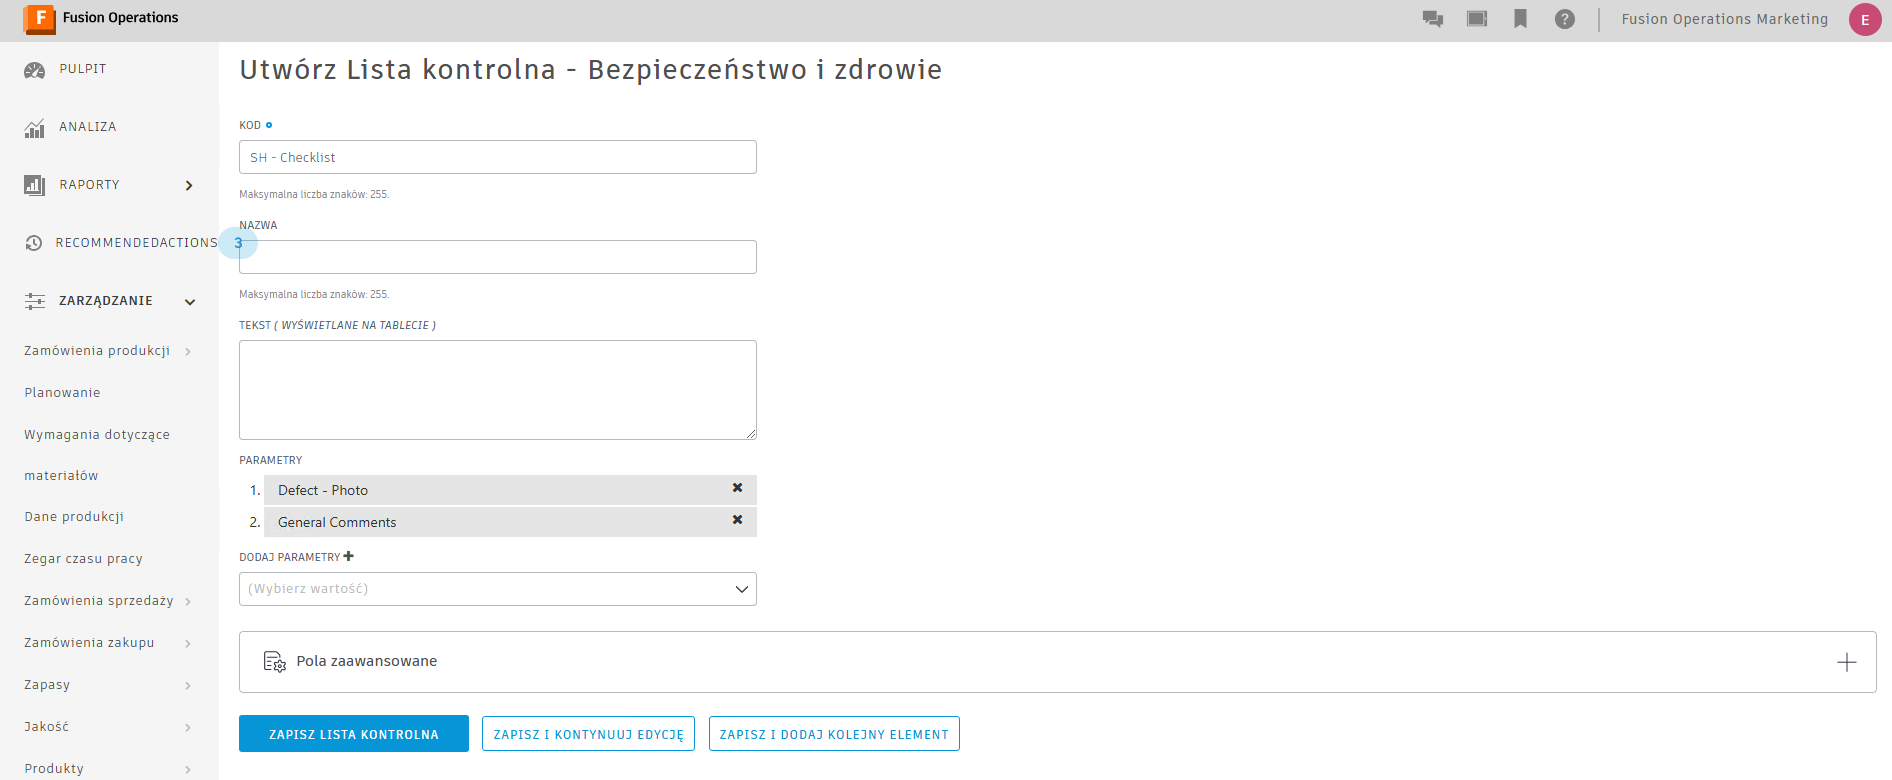 F Fusion Operations
Fusion Operations Marketing
E
PULPIT
ANALIZA
RAPORTY
RECOMMENDEDACTIONS 3
ZARZĄDZANIE
Zamówienia produkcji
Planowanie
Wymagania dotyczące
materiałów
Dane produkcji
Zegar czasu pracy
Zamówienia sprzedaży
Zamówienia zakupu
Zapasy
Jakość
Produkty
Utwórz Lista kontrolna - Bezpieczeństwo i zdrowie
KOD
SH - Checklist
Maksymalna liczba znaków: 255.
NAZWA
Maksymalna liczba znaków: 255.
TEKST ( WYŚWIETLANE NA TABLECIE )
PARAMETRY
1. Defect - Photo
2. General Comments
DODAJ PARAMETRY
(Wybierz wartość)
Pola zaawansowane
ZAPISZ LISTA KONTROLNA
ZAPISZ I KONTYNUUJ EDYCJĘ
ZAPISZ I DODAJ KOLEJNY ELEMENT